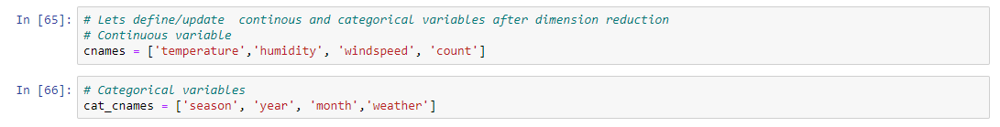 In [65]: # Lets define/update  continous and categorical variables after dimension reduction
# Continuous variable
cnames = ['temperature','humidity', 'windspeed', 'count']
In [66]: # Categorical variables
cat_cnames = ['season', 'year', 'month','weather']